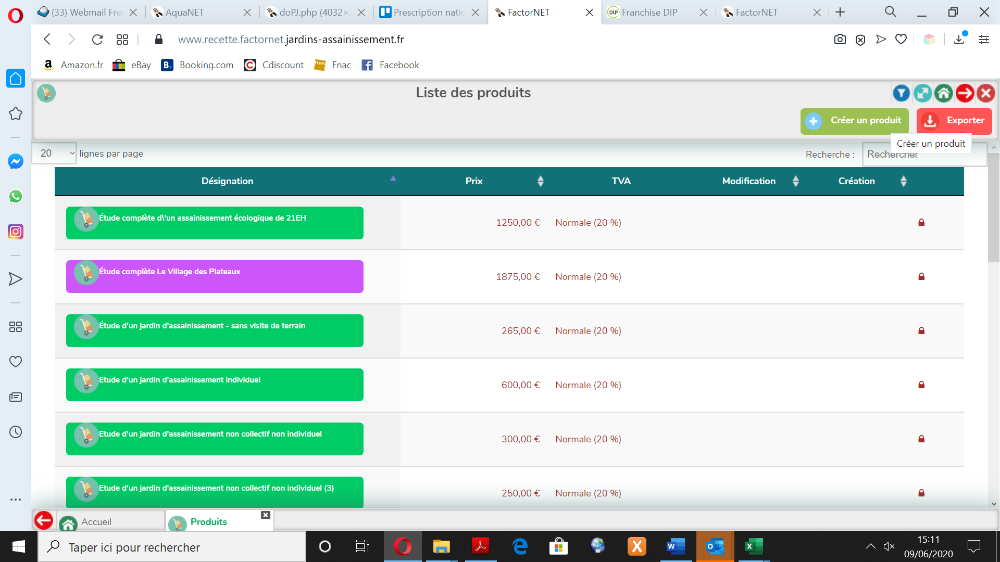 (33) Webmail Fre
AquaNET
doPJ.php (4032×
Prescription natio
FactorNET
Franchise DIP
FactorNET
www.recette.factornet.jardins-assainissement.fr
Amazon.fr
eBay
Booking.com
Cdiscount
Fnac
Facebook
Liste des produits
Créer un produit
Exporter
Créer un produit
20 lignes par page
Recherche :
Rechercher
Désignation Prix TVA Modification Création
Étude complète d\'un assainissement écologique de 21EH 1250,00 € Normale (20 %)
Étude complète Le Village des Plateaux 1875,00 € Normale (20 %)
Étude d'un jardin d'assainissement - sans visite de terrain 265,00 € Normale (20 %)
Etude d'un jardin d'assainissement individuel 600,00 € Normale (20 %)
Etude d'un jardin d'assainissement non collectif non individuel 300,00 € Normale (20 %)
Etude d'un jardin d'assainissement non collectif non individuel (3) 250,00 € Normale (20 %)
Accueil
Produits
Taper ici pour rechercher
15:11
09/06/2020